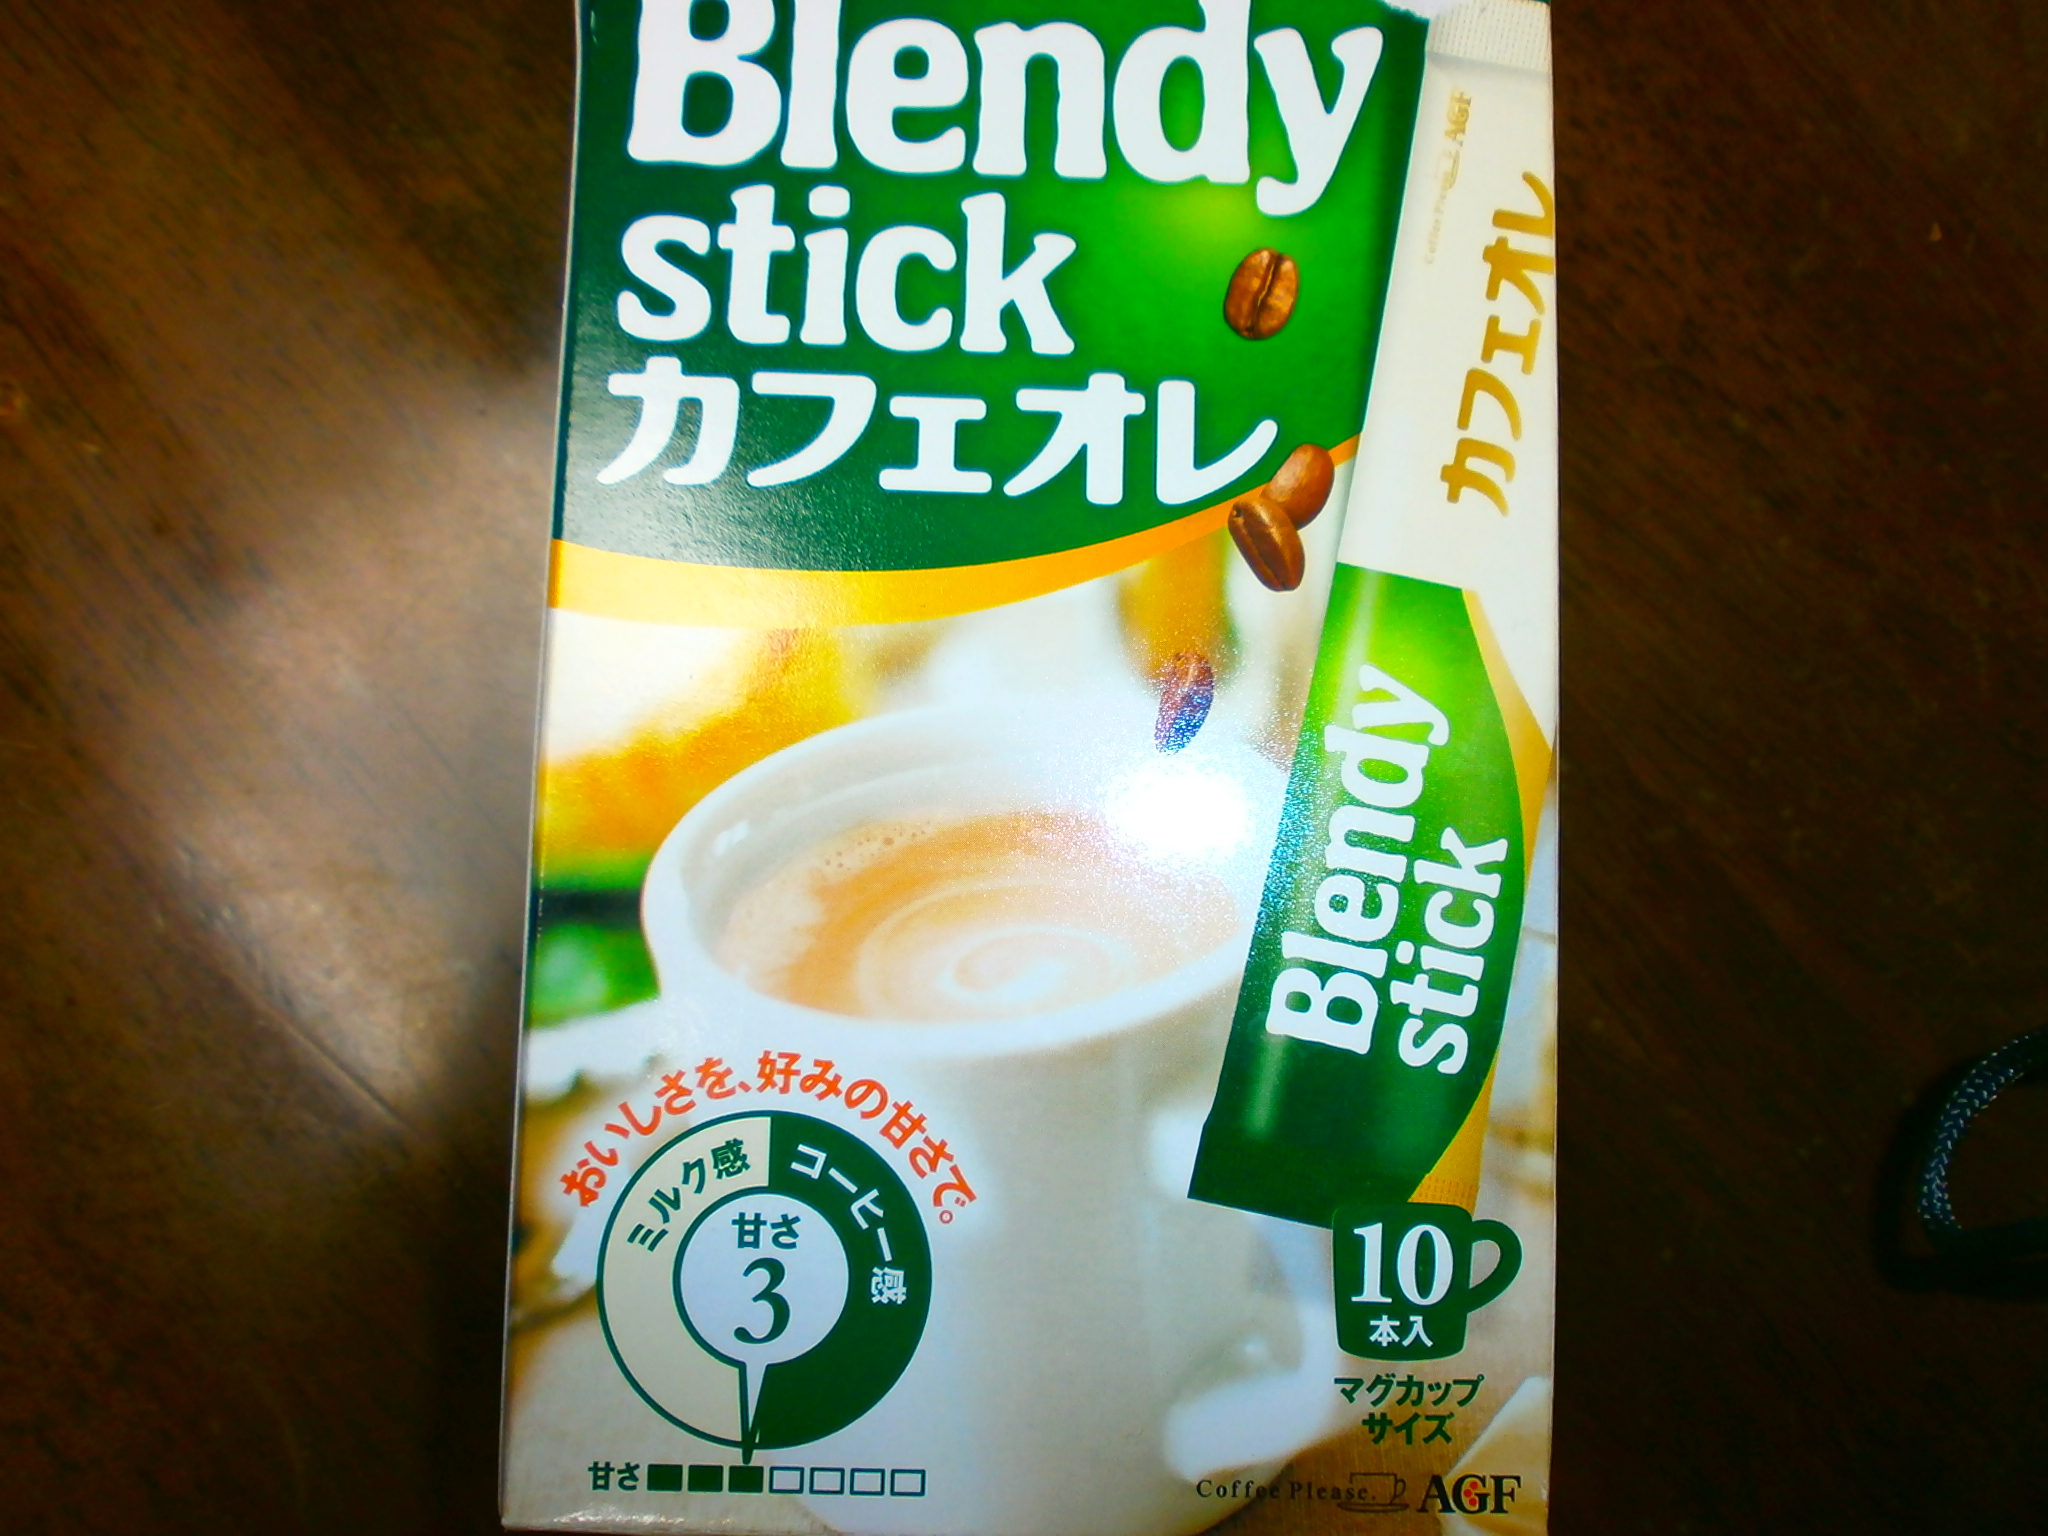 Blendy
stick
カフェオレ
Coffee Please. AGF
カフェオレ
Blendy
stick
おいしさを、好みの甘さで。
ミルク感
コーヒー感
甘さ
3
甘さ
10
本入
マグカップ
サイズ
Coffee Please. AGF